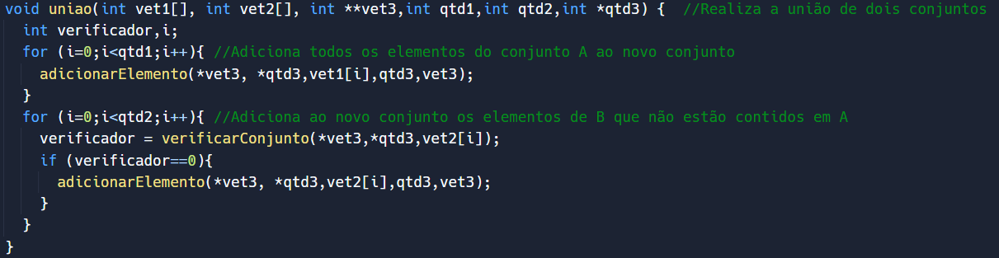 void uniao(int vet1[], int vet2[], int **vet3,int qtd1,int qtd2,int *qtd3) {  //Realiza a união de dois conjuntos
  int verificador,i;
  for (i=0;i<qtd1;i++){ //Adiciona todos os elementos do conjunto A ao novo conjunto
    adicionarElemento(*vet3, *qtd3,vet1[i],qtd3,vet3);
  }
  for (i=0;i<qtd2;i++){ //Adiciona ao novo conjunto os elementos de B que não estão contidos em A
    verificador = verificarConjunto(*vet3,*qtd3,vet2[i]);
    if (verificador==0){
      adicionarElemento(*vet3, *qtd3,vet2[i],qtd3,vet3);
    }
  }
}